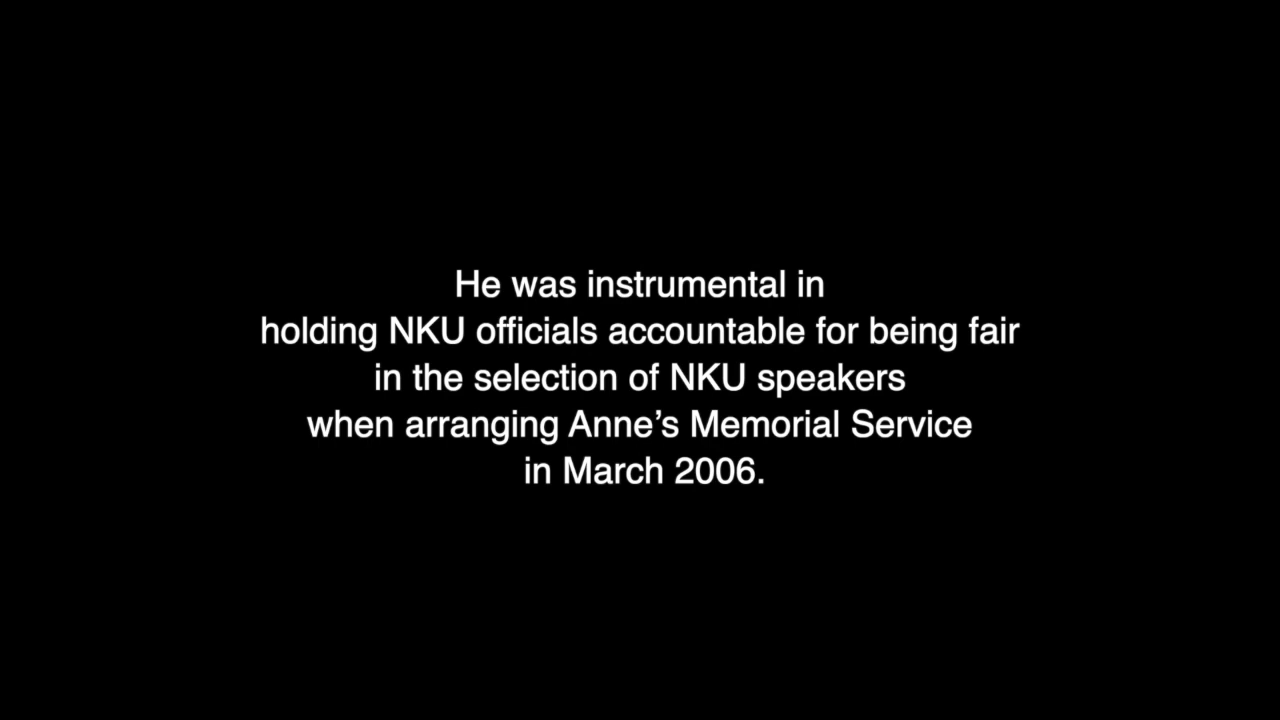 He was instrumental in
holding NKU officials accountable for being fair
in the selection of NKU speakers
when arranging Anne’s Memorial Service
in March 2006.